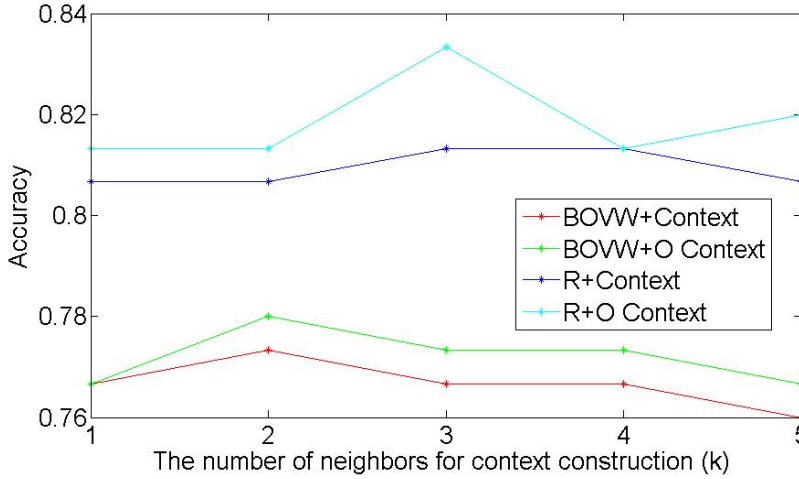 0.84
0.82
0.8
0.78
0.76
Accuracy
BOVW+Context
BOVW+O Context
R+Context
R+O Context
1 2 3 4 5
The number of neighbors for context construction (k)